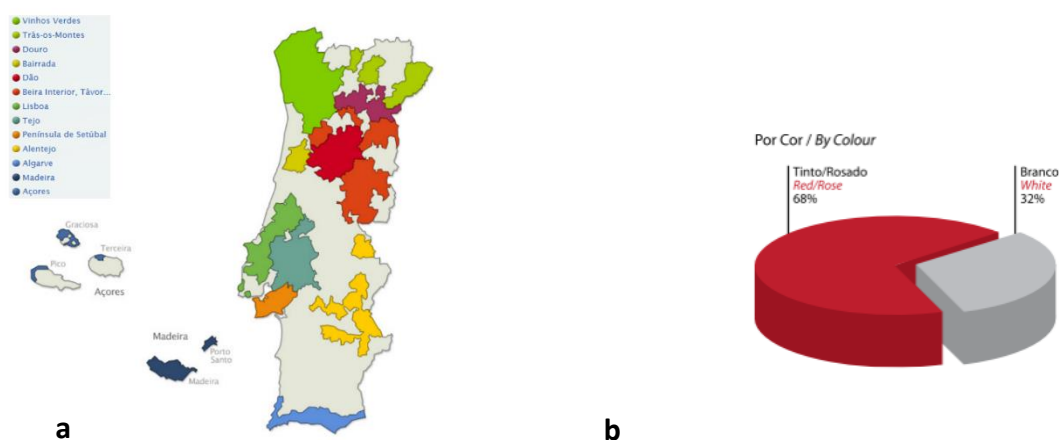 Vinhos Verdes
Trás-os-Montes
Douro
Bairrada
Dão
Beira Interior, Távor...
Lisboa
Tejo
Península de Setúbal
Alentejo
Algarve
Madeira
Açores
Graciosa
Terceira
Pico
Açores
Madeira
Porto
Santo
Madeira
a
Por Cor / By Colour
Tinto/Rosado
Red/Rose
68%
Branco
White
32%
b